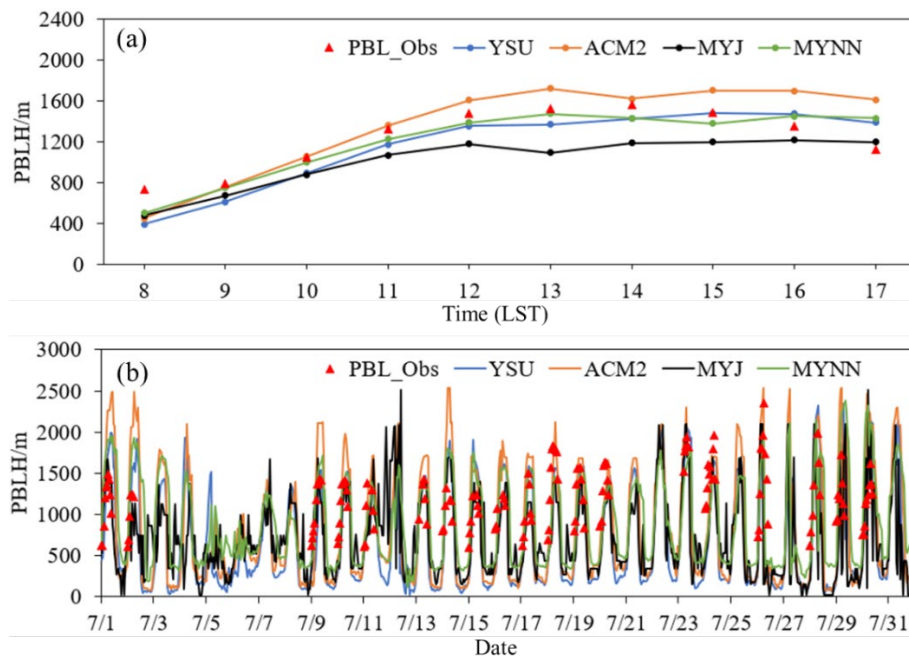 (a)
PBL_Obs YSU ACM2 MYJ MYNN
PBLH/m
2400
2000
1600
1200
800
400
0
8 9 10 11 12 13 14 15 16 17
Time (LST)
(b)
PBL_Obs YSU ACM2 MYJ MYNN
PBLH/m
3000
2500
2000
1500
1000
500
0
7/1 7/3 7/5 7/7 7/9 7/11 7/13 7/15 7/17 7/19 7/21 7/23 7/25 7/27 7/29 7/31
Date